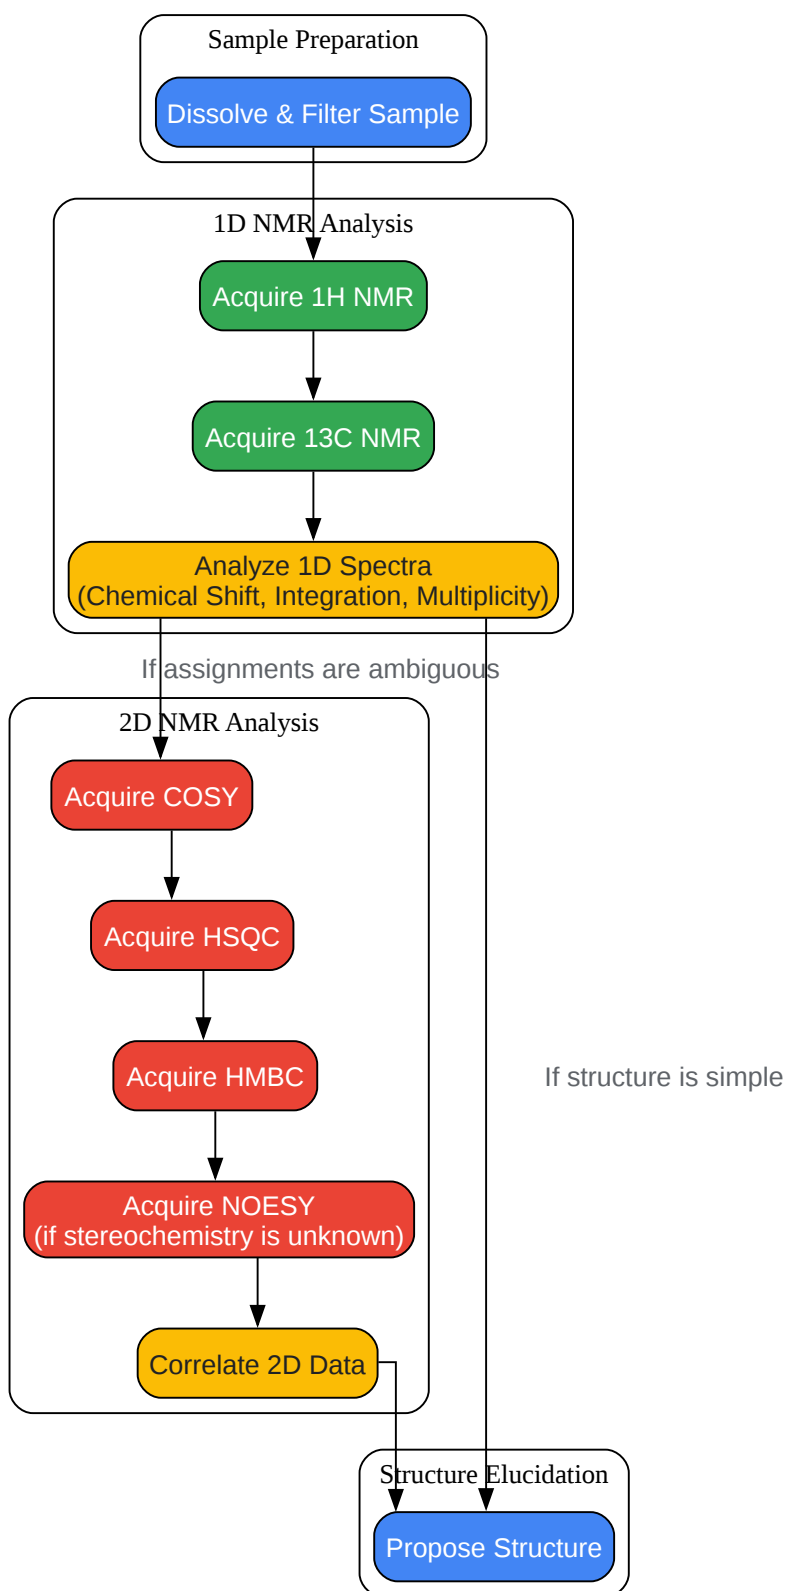 Sample Preparation
Dissolve & Filter Sample
1D NMR Analysis
Acquire 1H NMR
Acquire 13C NMR
Analyze 1D Spectra
(Chemical Shift, Integration, Multiplicity)
If assignments are ambiguous
2D NMR Analysis
Acquire COSY
Acquire HSQC
Acquire HMBC
If structure is simple
Acquire NOESY
(if stereochemistry is unknown)
Correlate 2D Data
Structure Elucidation
Propose Structure